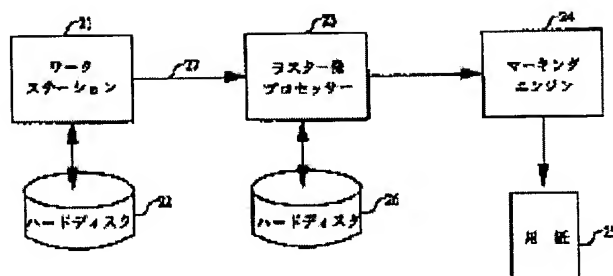 21
ワーク
ステーション
27
23
ラスター化
プロセッサー
24
マーキング
エンジン
ハードディスク
22
ハードディスク
26
用紙
25